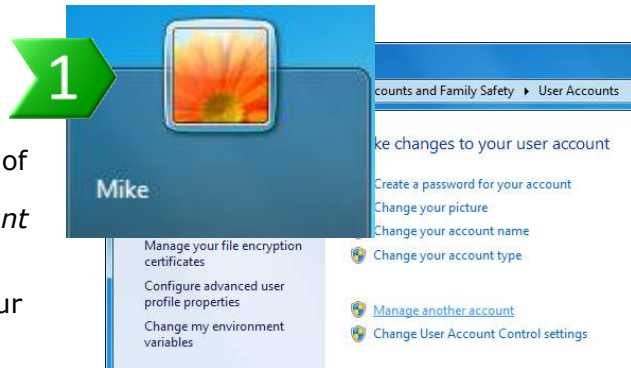 1
of
nt
ur
Mike
counts and Family Safety ▸ User Accounts
ke changes to your user account
Create a password for your account
Change your picture
Change your account name
Change your account type
Manage another account
Change User Account Control settings
Manage your file encryption
certificates
Configure advanced user
profile properties
Change my environment
variables